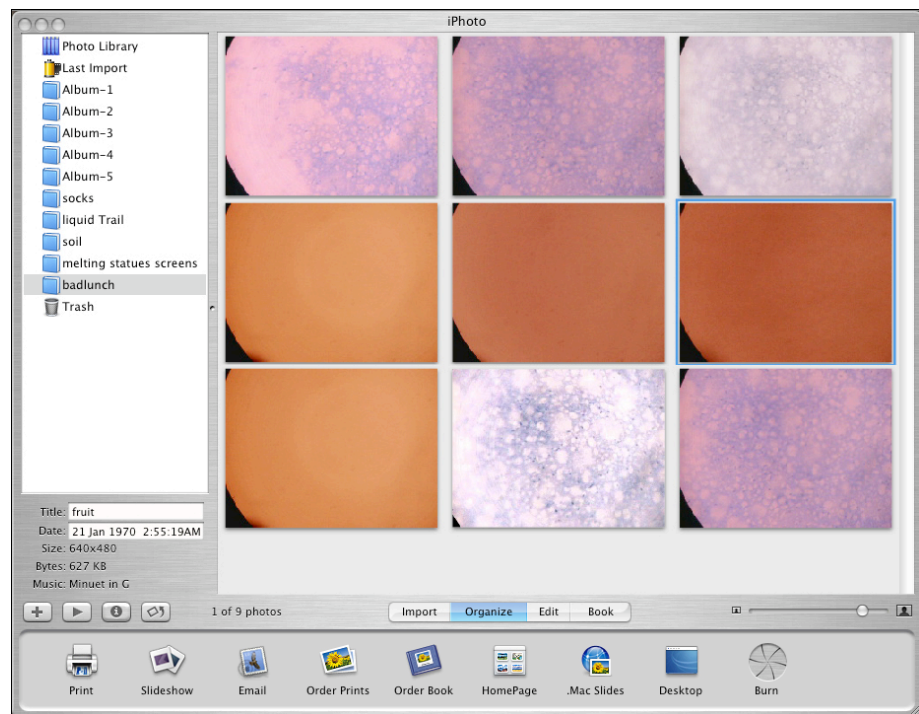 iPhoto
Photo Library
Last Import
Album-1
Album-2
Album-3
Album-4
Album-5
socks
liquid Trail
soil
melting statues screens
badlunch
Trash
Title: fruit
Date: 21 Jan 1970 2:55:19AM
Size: 640x480
Bytes: 627 KB
Music: Minuet in G
1 of 9 photos
Import Organize Edit Book
Print Slideshow Email Order Prints Order Book HomePage .Mac Slides Desktop Burn